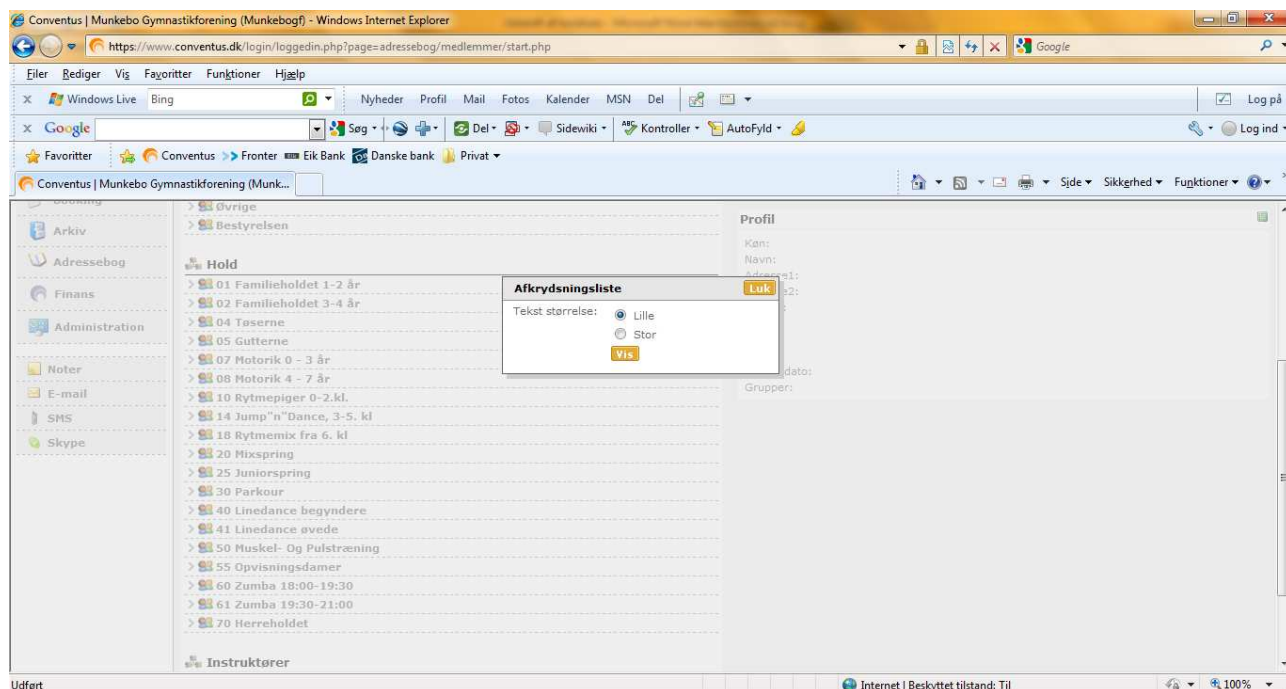 Conventus | Munkebo Gymnastikforening (Munkebogf) - Windows Internet Explorer
https://www.conventus.dk/login/loggedin.php?page=adressebog/medlemmer/start.php
Google
Filer Rediger Vis Favoritter Funktioner Hjælp
x Windows Live Bing Nyheder Profil Mail Fotos Kalender MSN Del Log på
x Google Søg Del Sidewiki ABC Kontroller AutoFyld Log ind
Favoritter Conventus >> Fronter Eik Bank Danske bank Privat
Conventus | Munkebo Gymnastikforening (Munk...
Side Sikkerhed Funktioner
Booking
Arkiv
Adressebog
Finans
Administration
Noter
E-mail
SMS
Skype
Øvrige
Bestyrelsen
Hold
01 Familieholdet 1-2 år
02 Familieholdet 3-4 år
04 Tøserne
05 Gutterne
07 Motorik 0 - 3 år
08 Motorik 4 - 7 år
10 Rytmepiger 0-2.kl.
14 Jump"n"Dance, 3-5. kl
18 Rytmemix fra 6. kl
20 Mixspring
25 Juniorspring
30 Parkour
40 Linedance begyndere
41 Linedance øvede
50 Muskel- Og Pulstræning
55 Opvisningsdamer
60 Zumba 18:00-19:30
61 Zumba 19:30-21:00
70 Herreholdet
Instruktører
Afkrydsningsliste Luk
Tekst størrelse: Lille
Stor
Vis
Profil
Køn:
Navn:
Adresse1:
e2:
dato:
Grupper:
Udført
Internet | Beskyttet tilstand: Til
100%